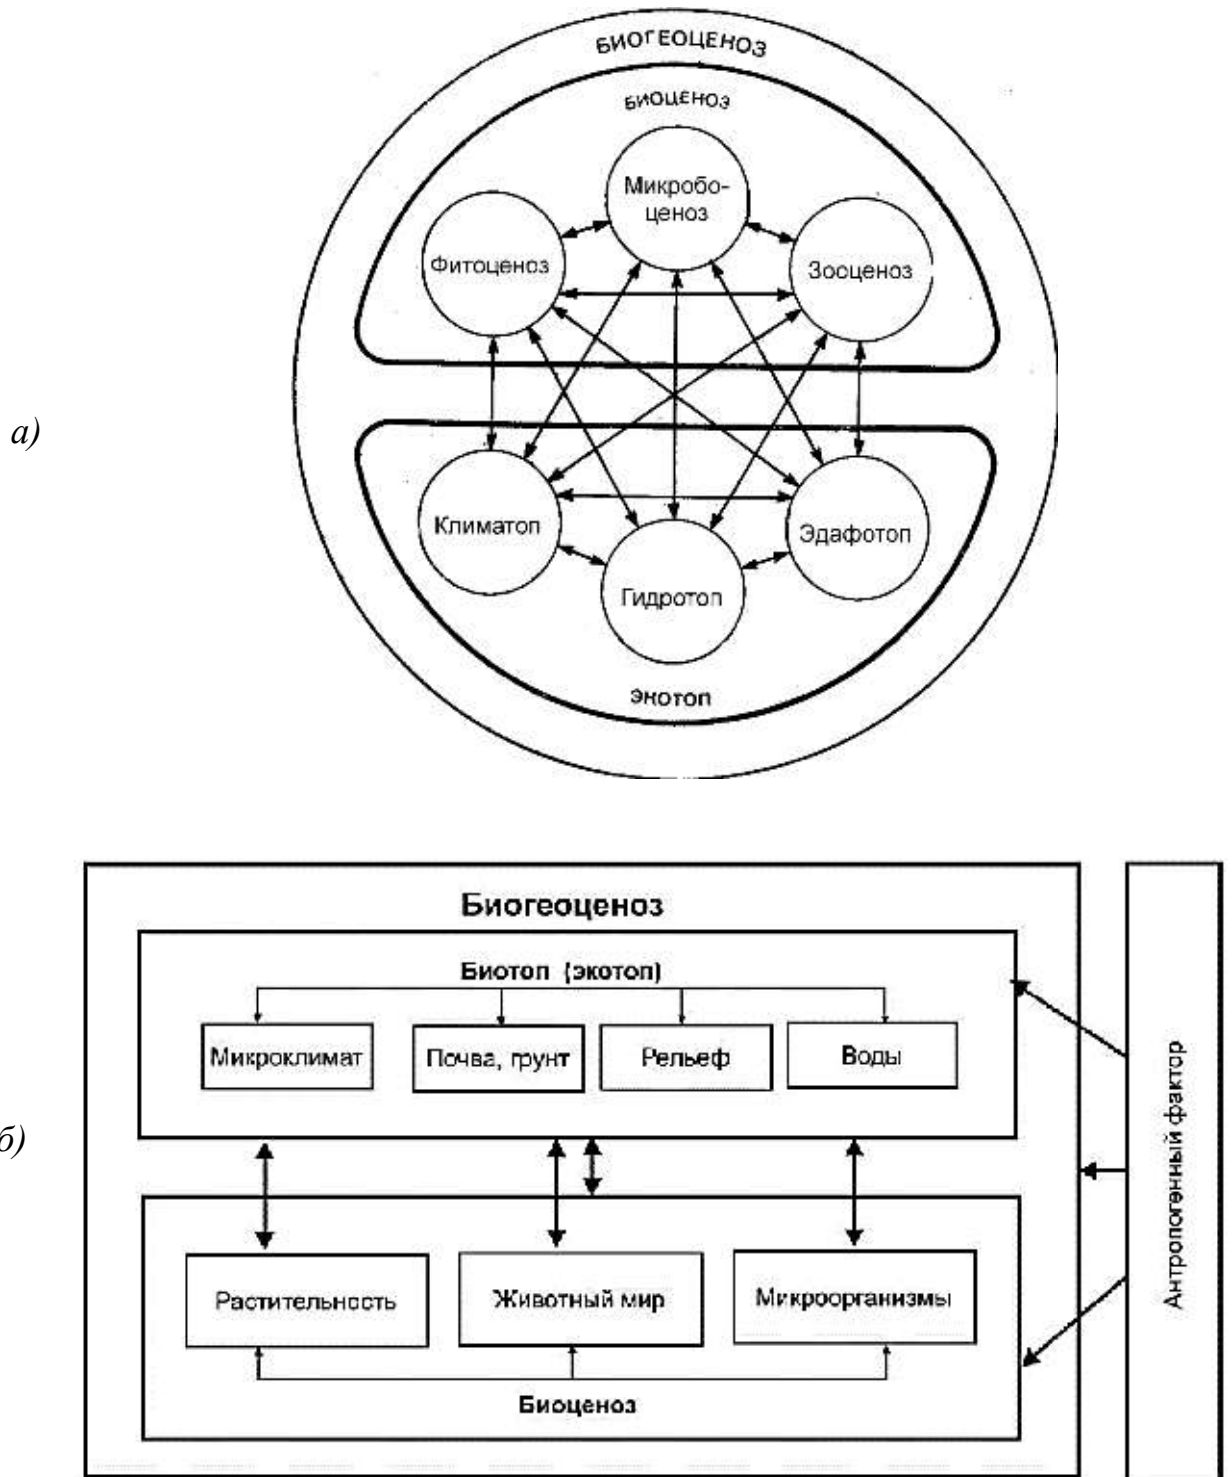 БИОГЕОЦЕНОЗ
БИОЦЕНОЗ
Микробо-
ценоз
Фитоценоз
Зооценоз
а)
Климатоп
Эдафотоп
Гидротоп
ЭКОТОП
Биогеоценоз
Биотоп (экотоп)
Микроклимат
Почва, грунт
Рельеф
Воды
Антропогенный фактор
б)
Растительность
Животный мир
Микроорганизмы
Биоценоз